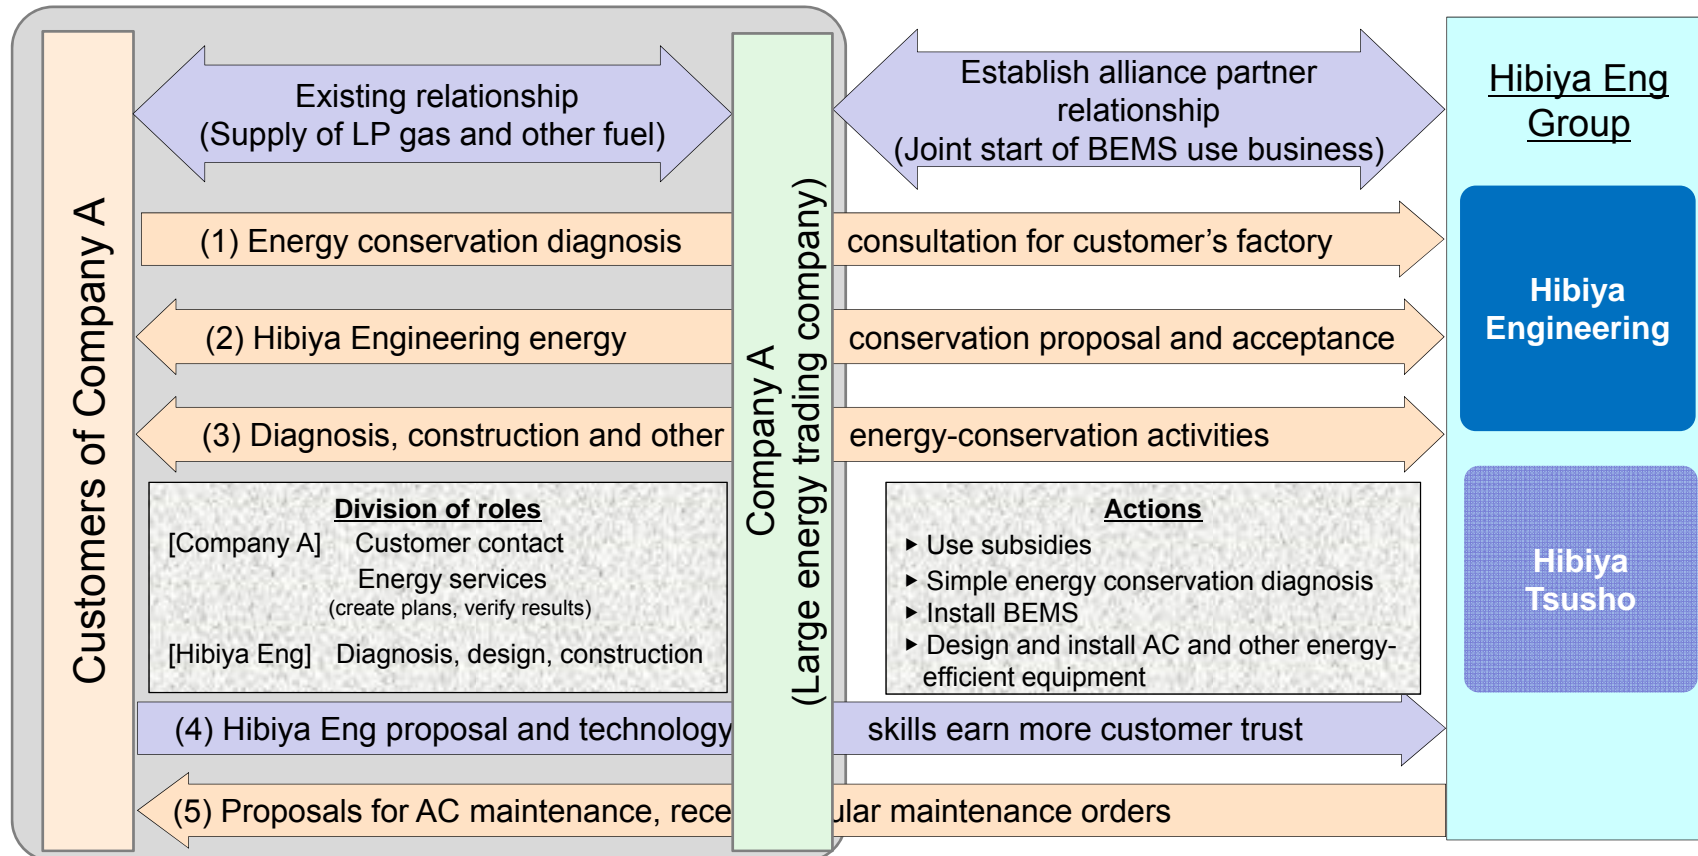 Customers of Company A
Existing relationship
(Supply of LP gas and other fuel)
Company A
(Large energy trading company)
Establish alliance partner
relationship
(Joint start of BEMS use business)
Hibiya Eng
Group
(1) Energy conservation diagnosis consultation for customer’s factory
(2) Hibiya Engineering energy conservation proposal and acceptance
(3) Diagnosis, construction and other energy-conservation activities
Hibiya
Engineering
Division of roles
[Company A] Customer contact
Energy services
(create plans, verify results)
[Hibiya Eng] Diagnosis, design, construction
Actions
▶ Use subsidies
▶ Simple energy conservation diagnosis
▶ Install BEMS
▶ Design and install AC and other energy-
efficient equipment
Hibiya
Tsusho
(4) Hibiya Eng proposal and technology skills earn more customer trust
(5) Proposals for AC maintenance, maintenance orders